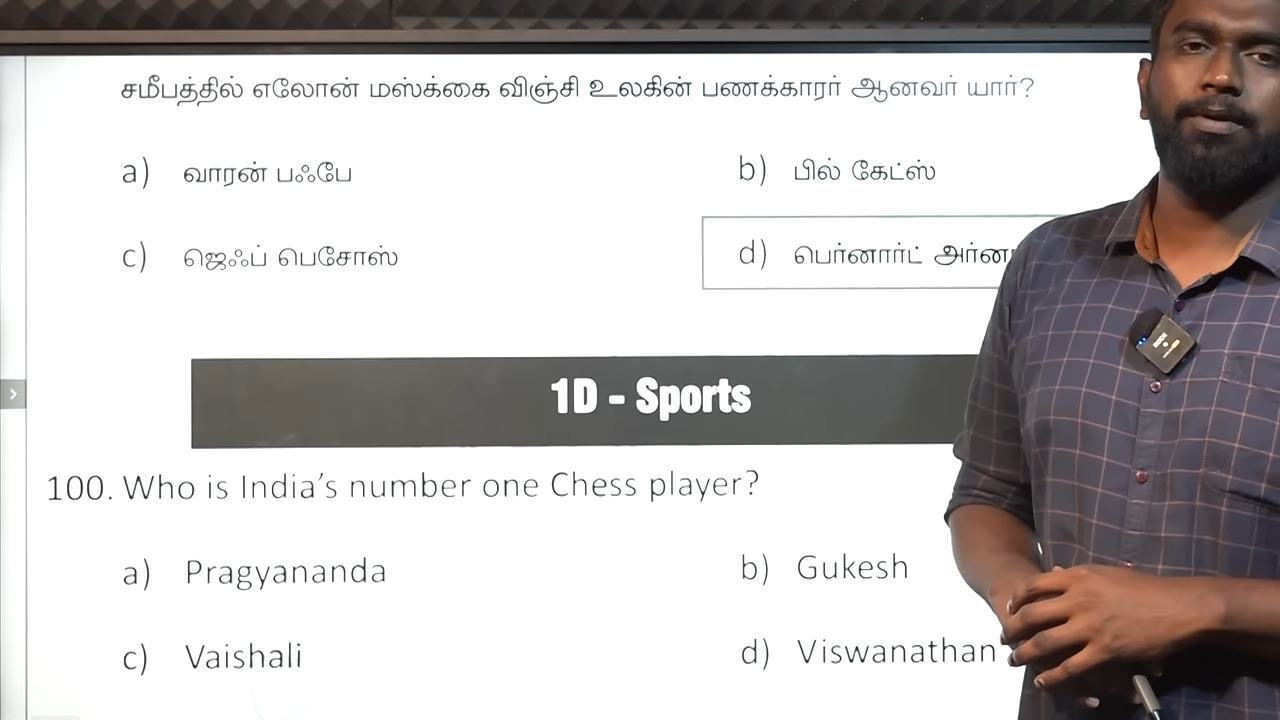 சமீபத்தில் எலோன் மஸ்க்கை விஞ்சி உலகின் பணக்காரர் ஆனவர் யார்?
a) வாரன் பஃபே b) பில் கேட்ஸ்
c) ஜெஃப் பெசோஸ் d) பெர்னார்ட்
1D - Sports
100. Who is India's number one Chess player?
a) Pragyananda b) Gukesh
c) Vaishali d) Viswanathan